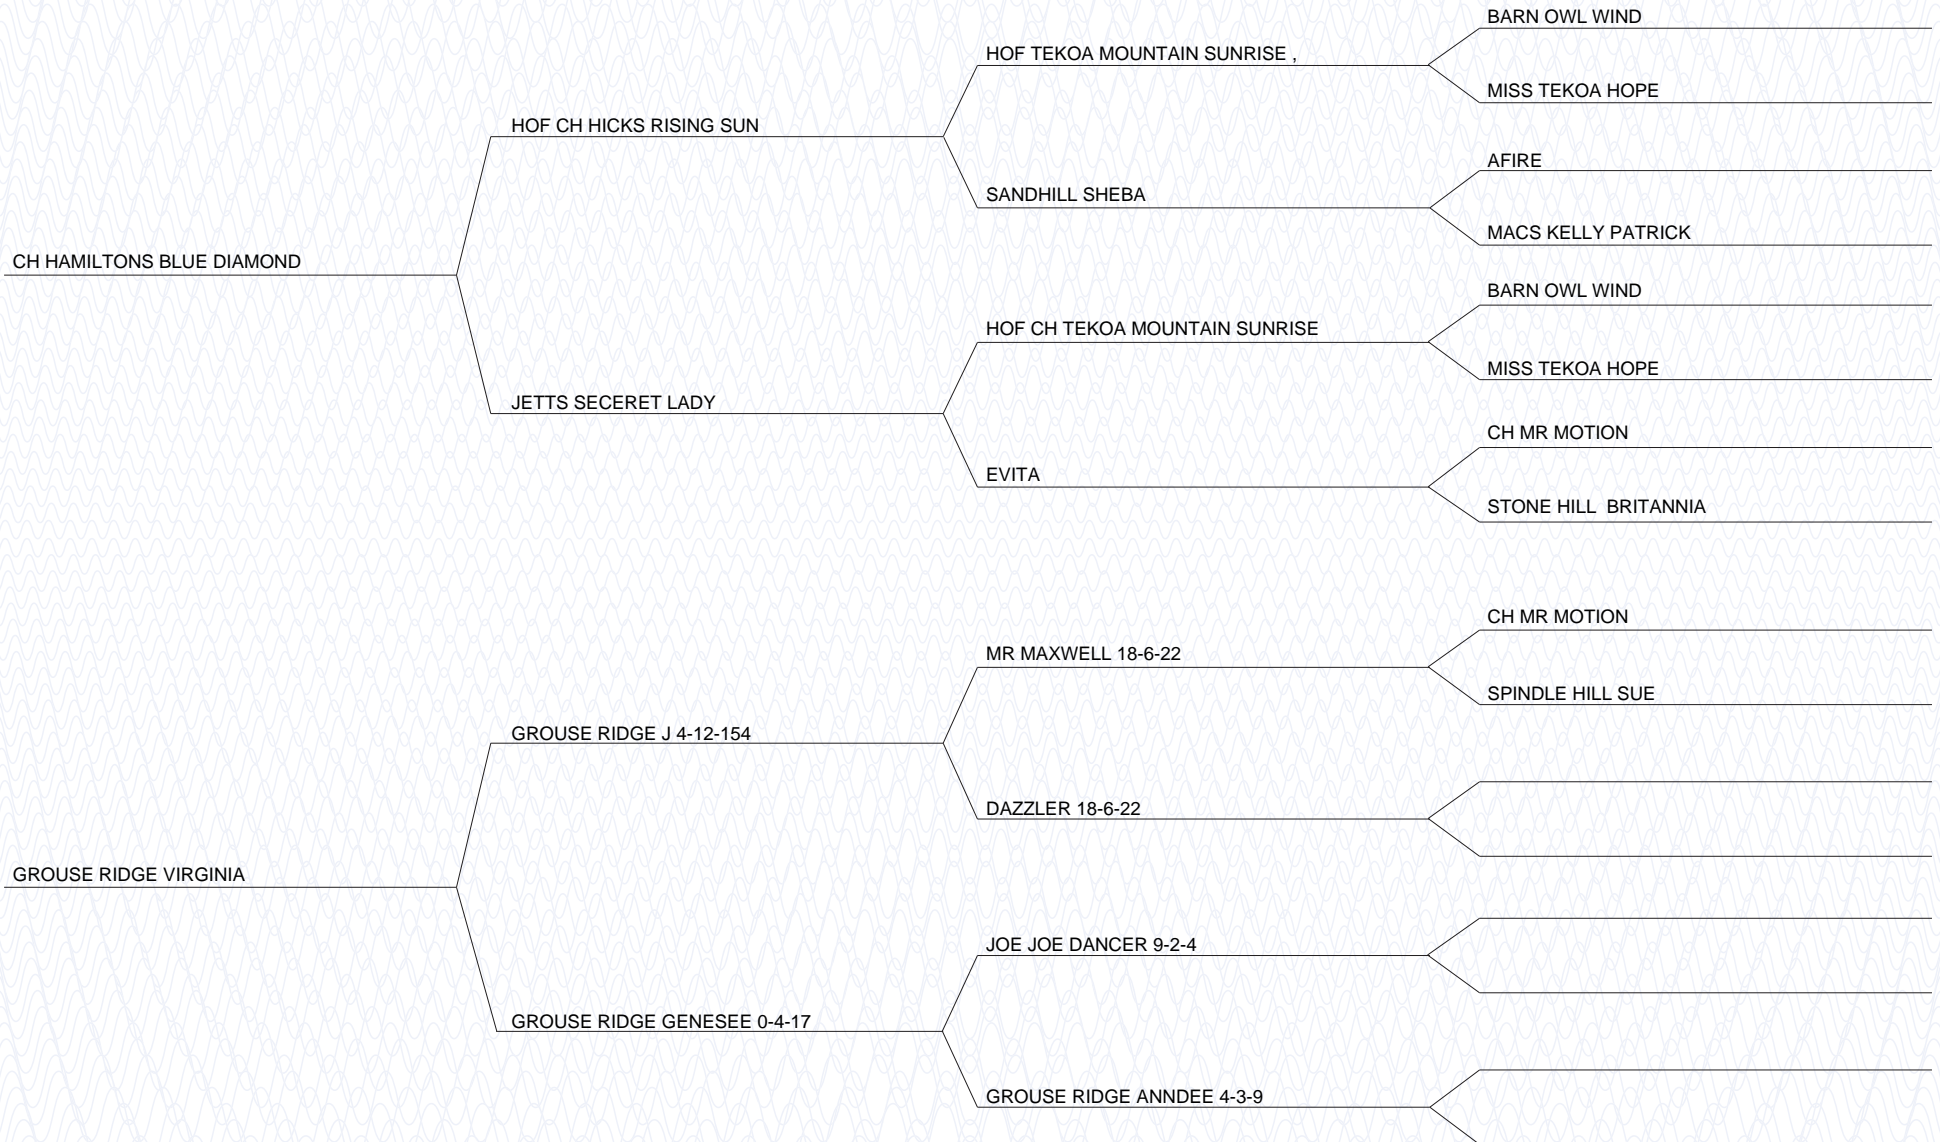 BARN OWL WIND
HOF TEKOA MOUNTAIN SUNRISE ,
MISS TEKOA HOPE
HOF CH HICKS RISING SUN
AFIRE
SANDHILL SHEBA
MACS KELLY PATRICK
CH HAMILTONS BLUE DIAMOND
BARN OWL WIND
HOF CH TEKOA MOUNTAIN SUNRISE
MISS TEKOA HOPE
JETTS SECERET LADY
CH MR MOTION
EVITA
STONE HILL  BRITANNIA
CH MR MOTION
MR MAXWELL 18-6-22
SPINDLE HILL SUE
GROUSE RIDGE J 4-12-154
DAZZLER 18-6-22
GROUSE RIDGE VIRGINIA
JOE JOE DANCER 9-2-4
GROUSE RIDGE GENESEE 0-4-17
GROUSE RIDGE ANNDEE 4-3-9